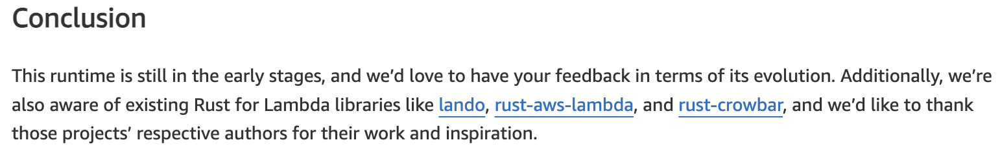 Conclusion
This runtime is still in the early stages, and we’d love to have your feedback in terms of its evolution. Additionally, we’re
also aware of existing Rust for Lambda libraries like lando, rust-aws-lambda, and rust-crowbar, and we’d like to thank
those projects’ respective authors for their work and inspiration.